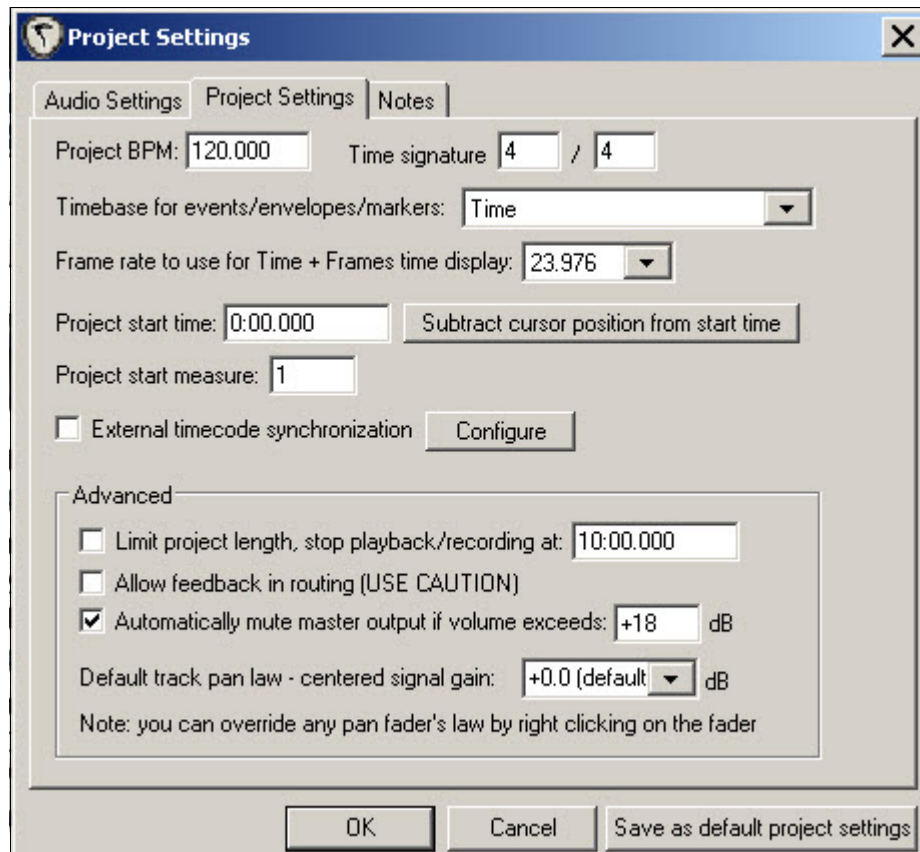 Project Settings
Audio Settings Project Settings Notes
Project BPM: 120.000 Time signature 4 / 4
Timebase for events/envelopes/markers: Time
Frame rate to use for Time + Frames time display: 23.976
Project start time: 0:00.000 Subtract cursor position from start time
Project start measure: 1
External timecode synchronization Configure
Advanced
Limit project length, stop playback/recording at: 10:00.000
Allow feedback in routing (USE CAUTION)
Automatically mute master output if volume exceeds: +18 dB
Default track pan law - centered signal gain: +0.0 (default dB
Note: you can override any pan fader's law by right clicking on the fader
OK Cancel Save as default project settings